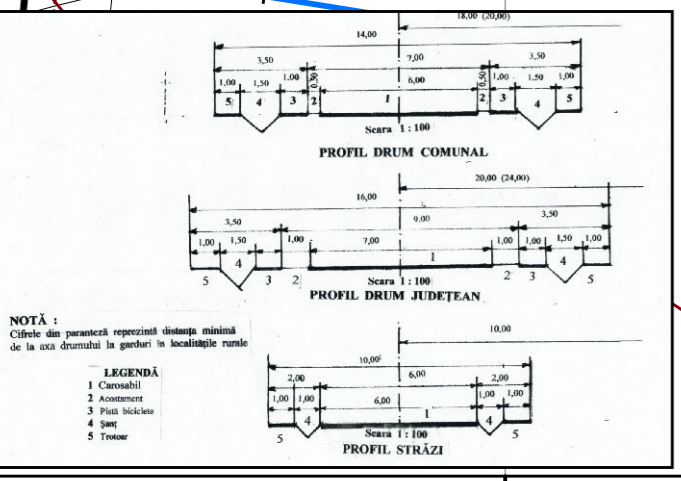 18,00 (20,00)
14,00
3,50 7,00 3,50
1,00 1,50 1,00 0,50 6,00 0,50 1,00 1,50 1,00
5 4 3 2 1 2 3 4 5
Scara 1 : 100
PROFIL DRUM COMUNAL
20,00 (24,00)
16,00
3,50 9,00 3,50
1,00 1,50 1,00 7,00 1,00 1,00 1,50 1,00
5 4 3 2 1 2 3 4 5
Scara 1 : 100
PROFIL DRUM JUDEȚEAN
NOTĂ :
Cifrele din paranteză reprezintă distanța minimă
de la axa drumului la garduri în localitățile rurale
10,00
10,00
2,00 6,00 2,00
1,00 1,00 6,00 1,00 1,00
5 4 1 4 5
Scara 1 : 100
PROFIL STRĂZI
LEGENDĂ
1 Carosabil
2 Acostament
3 Pistă biciclete
4 Șanț
5 Trotoar